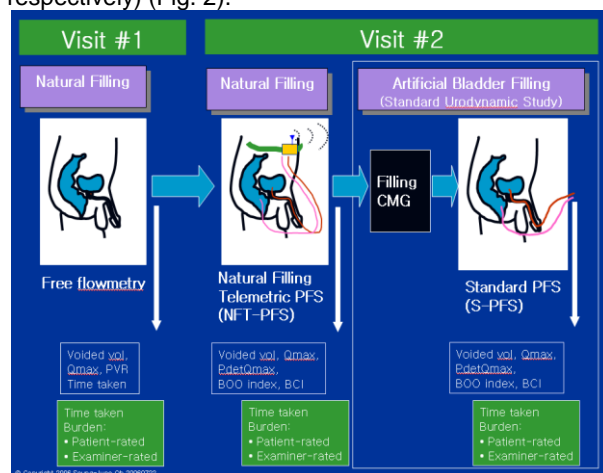 respectively) (Fig. 2).
Visit #1
Visit #2
Natural Filling
Natural Filling
Artificial Bladder Filling
(Standard Urodynamic Study)
Filling
CMG
Free flowmetry
Natural Filling
Telemetric PFS
(NFT-PFS)
Standard PFS
(S-PFS)
Voided vol,
Qmax, PVR
Time taken
Voided vol, Qmax,
PdetQmax,
BOO index, BCI
Voided vol, Qmax,
PdetQmax,
BOO index, BCI
Time taken
Burden:
• Patient-rated
• Examiner-rated
Time taken
Burden:
• Patient-rated
• Examiner-rated
Time taken
Burden:
• Patient-rated
• Examiner-rated